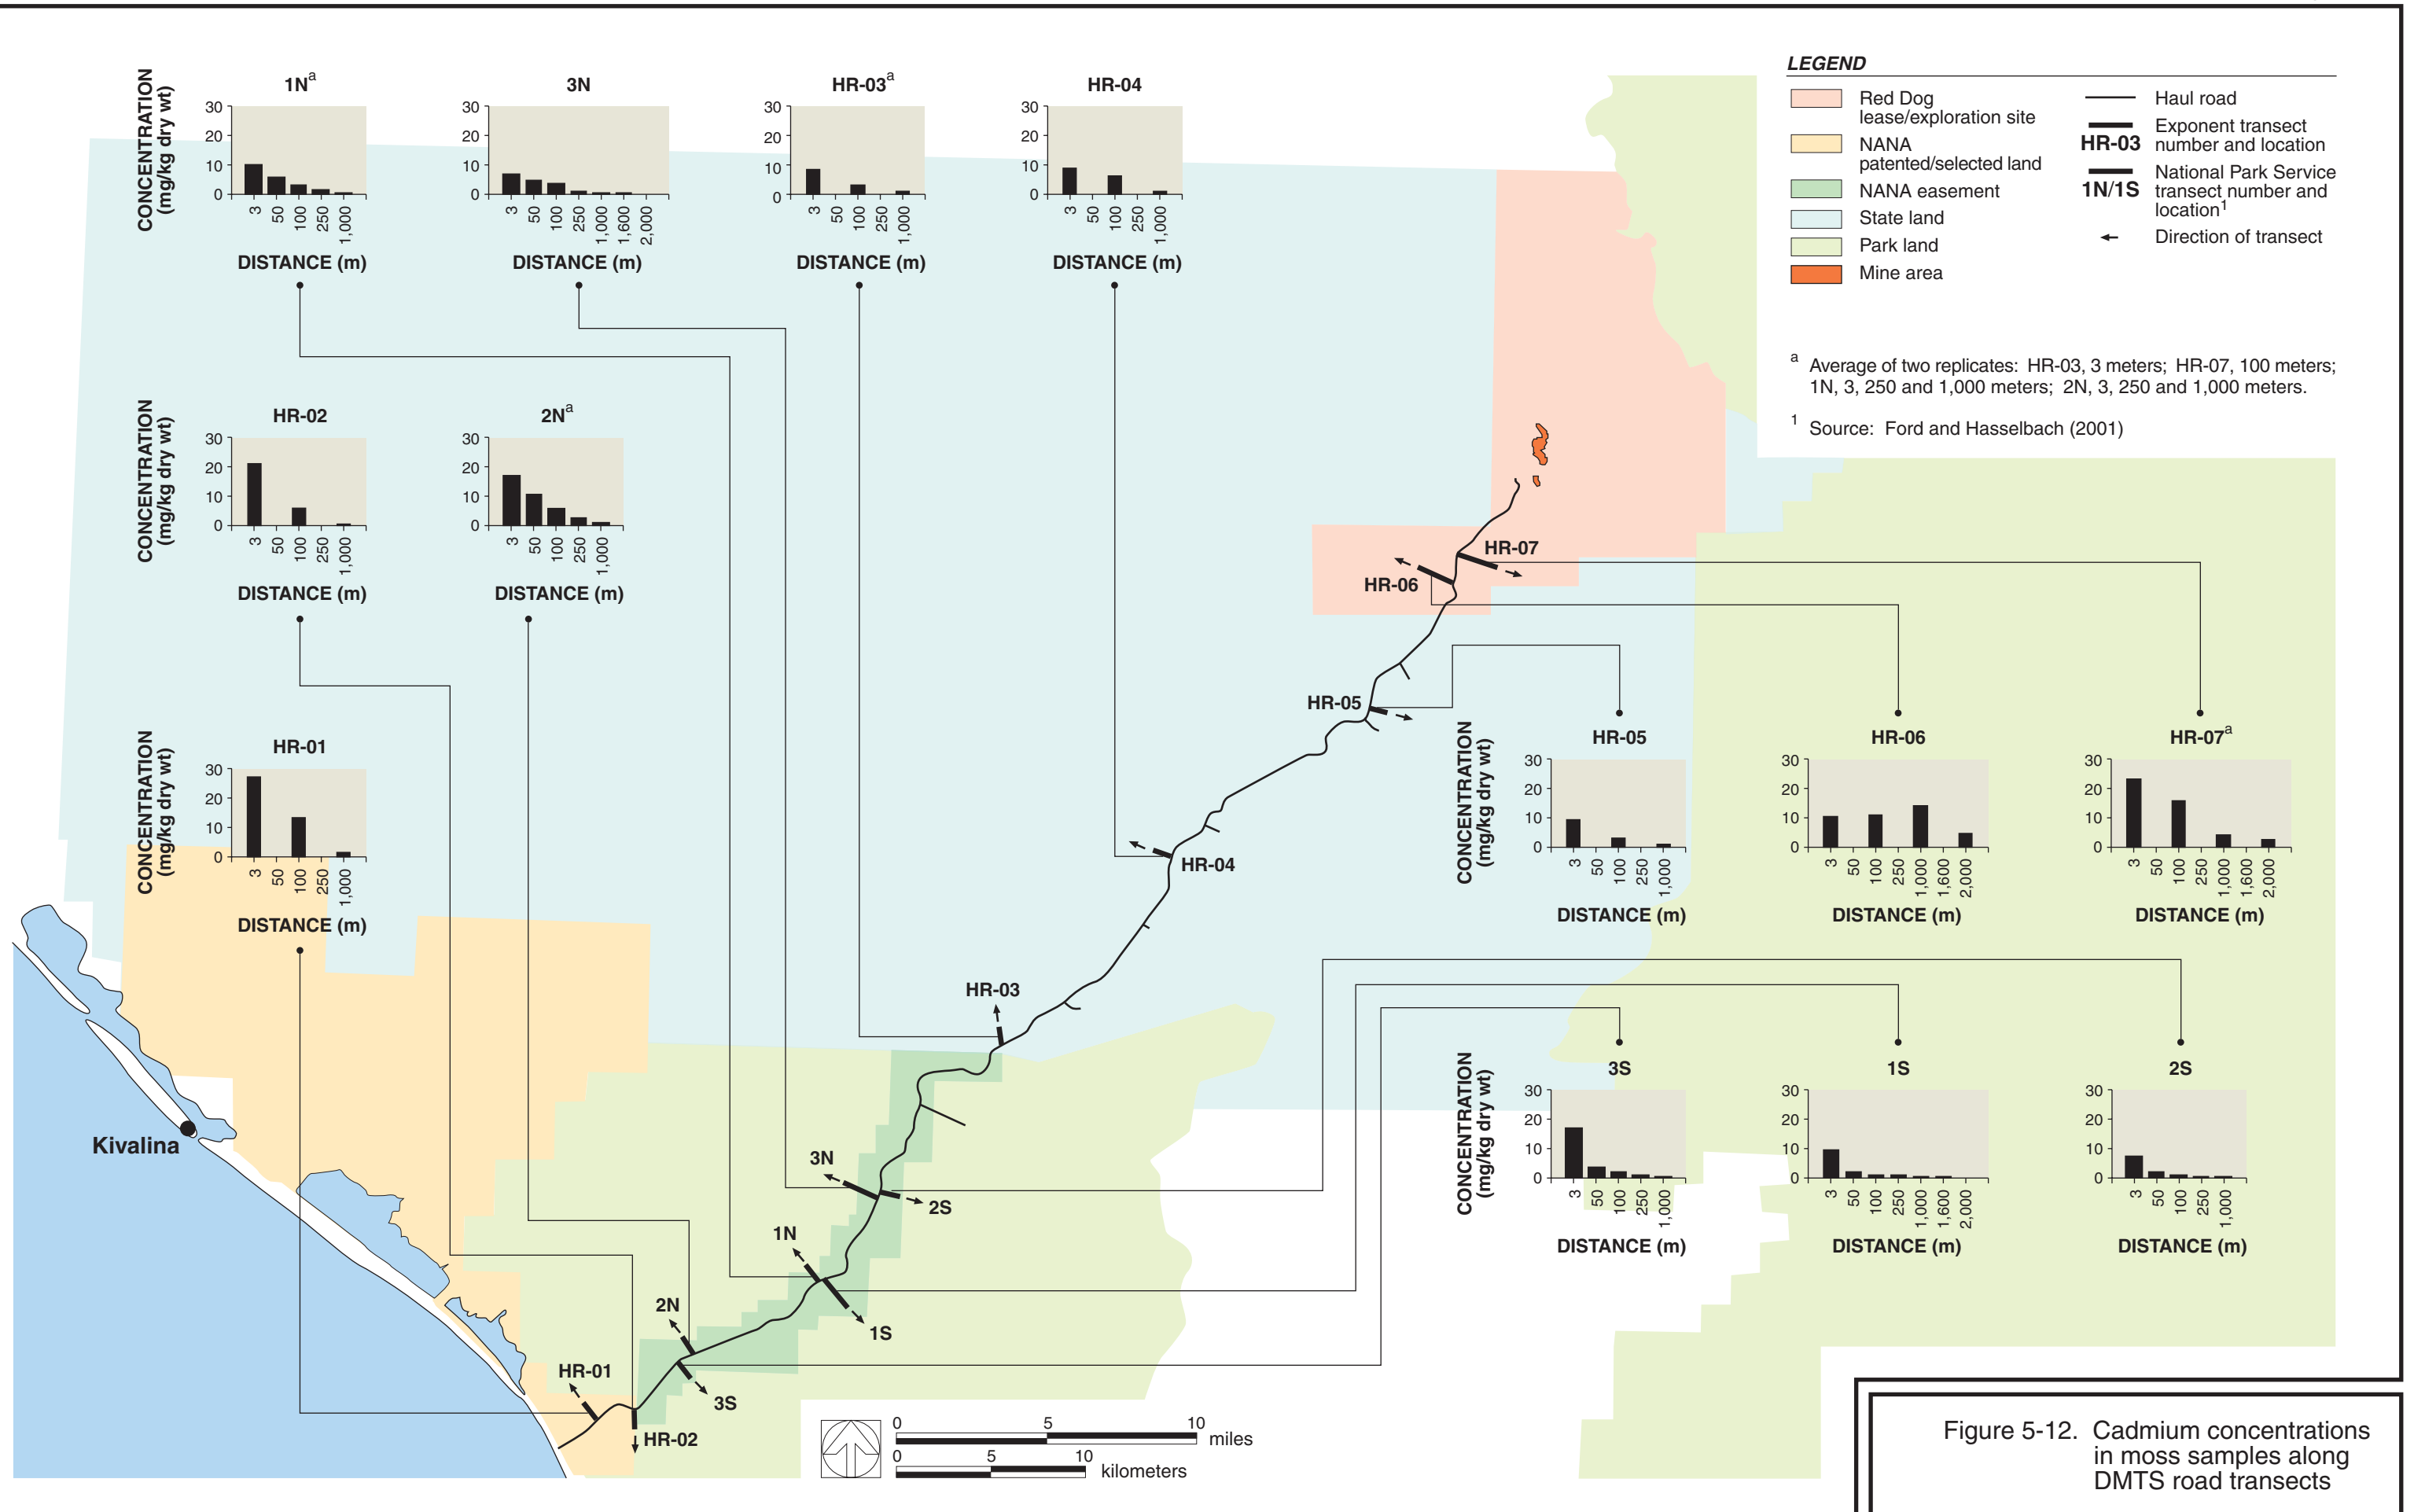 LEGEND
Red Dog
lease/exploration site
NANA
patented/selected land
NANA easement
State land
Park land
Mine area
Haul road
HR-03
Exponent transect
number and location
1N/1S
National Park Service
transect number and
location1
Direction of transect
a Average of two replicates: HR-03, 3 meters; HR-07, 100 meters;
1N, 3, 250 and 1,000 meters; 2N, 3, 250 and 1,000 meters.
1 Source: Ford and Hasselbach (2001)
1Na
CONCENTRATION
(mg/kg dry wt)
30
20
10
0
3 50 100 250 1,000
DISTANCE (m)
3N
30
20
10
0
3 50 100 250 1,000 1,600 2,000
DISTANCE (m)
HR-03a
30
20
10
0
3 50 100 250 1,000
DISTANCE (m)
HR-04
30
20
10
0
3 50 100 250 1,000
DISTANCE (m)
HR-02
CONCENTRATION
(mg/kg dry wt)
30
20
10
0
3 50 100 250 1,000
DISTANCE (m)
2Na
30
20
10
0
3 50 100 250 1,000
DISTANCE (m)
HR-01
CONCENTRATION
(mg/kg dry wt)
30
20
10
0
3 50 100 250 1,000
DISTANCE (m)
HR-07
HR-06
HR-05
HR-04
HR-03
3N
2S
1N
1S
2N
3S
HR-01
HR-02
Kivalina
HR-05
CONCENTRATION
(mg/kg dry wt)
30
20
10
0
3 50 100 250 1,000
DISTANCE (m)
HR-06
30
20
10
0
3 50 100 250 1,000 1,600 2,000
DISTANCE (m)
HR-07a
30
20
10
0
3 50 100 250 1,000 1,600 2,000
DISTANCE (m)
3S
CONCENTRATION
(mg/kg dry wt)
30
20
10
0
3 50 100 250 1,000
DISTANCE (m)
1S
30
20
10
0
3 50 100 250 1,000 1,600 2,000
DISTANCE (m)
2S
30
20
10
0
3 50 100 250 1,000
DISTANCE (m)
0 5 10
miles
0 5 10
kilometers
Figure 5-12. Cadmium concentrations
in moss samples along
DMTS road transects